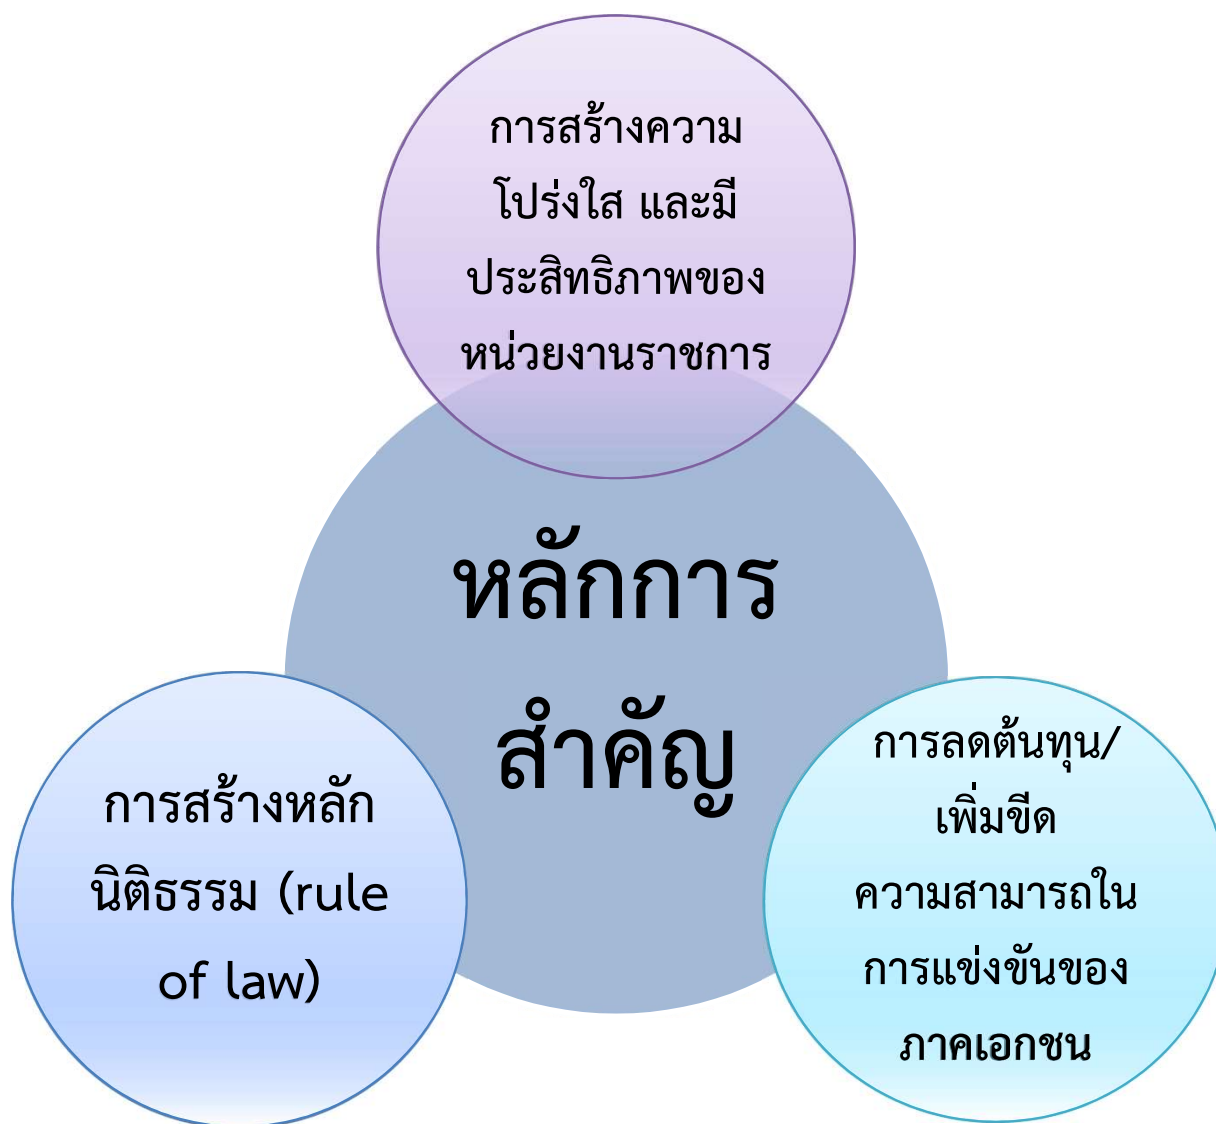 การสร้างความ
โปร่งใส และมี
ประสิทธิภาพของ
หน่วยงานราชการ
หลักการ
สำคัญ
การสร้างหลัก
นิติธรรม (rule
of law)
การลดต้นทุน/
เพิ่มขีด
ความสามารถใน
การแข่งขันของ
ภาคเอกชน